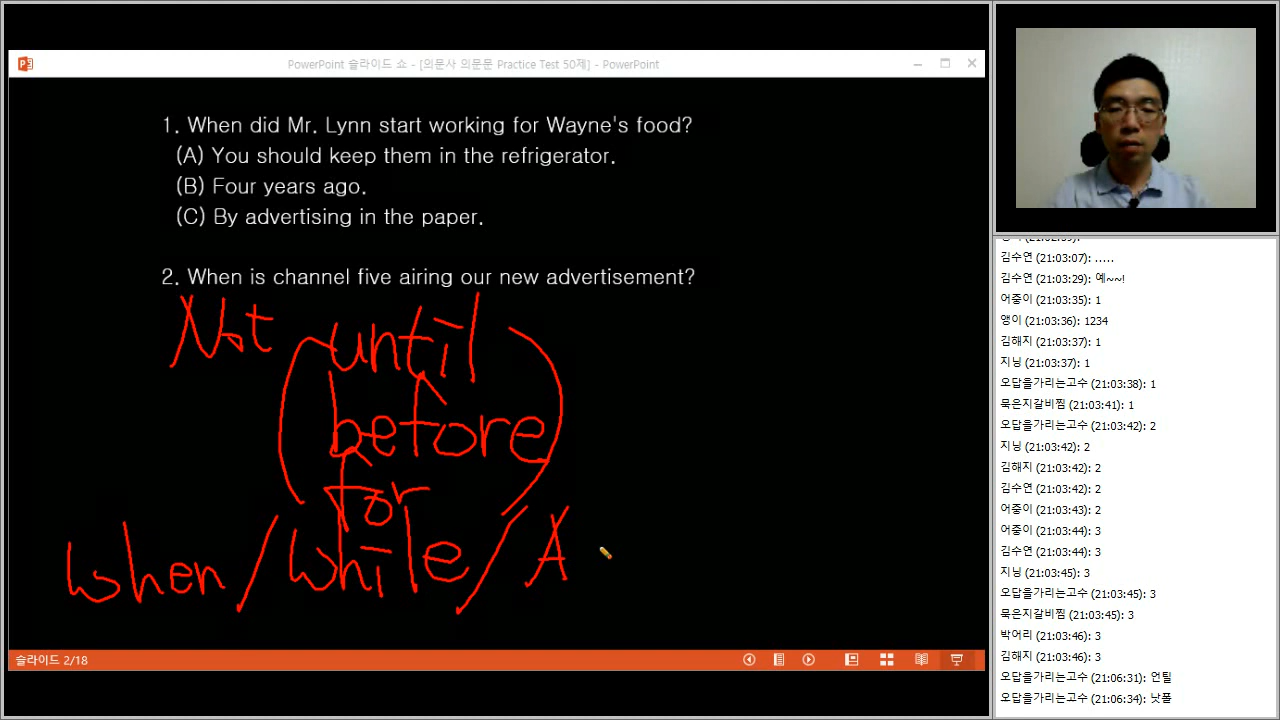 PowerPoint 슬라이드 쇼 - [의문사 의문문 Practice Test 50제] - PowerPoint
1. When did Mr. Lynn start working for Wayne's food?
(A) You should keep them in the refrigerator.
(B) Four years ago.
(C) By advertising in the paper.
2. When is channel five airing our new advertisement?
Not (until
before
for)
when/while/A
슬라이드 2/18
김수연 (21:03:07): .....
김수연 (21:03:29): 예~~!
어중이 (21:03:35): 1
앵이 (21:03:36): 1234
김해지 (21:03:37): 1
지닝 (21:03:37): 1
오답을가리는고수 (21:03:38): 1
묵은지갈비찜 (21:03:41): 1
오답을가리는고수 (21:03:42): 2
지닝 (21:03:42): 2
김해지 (21:03:42): 2
김수연 (21:03:42): 2
어중이 (21:03:43): 2
어중이 (21:03:44): 3
김수연 (21:03:44): 3
지닝 (21:03:45): 3
오답을가리는고수 (21:03:45): 3
묵은지갈비찜 (21:03:45): 3
박어리 (21:03:46): 3
김해지 (21:03:46): 3
오답을가리는고수 (21:06:31): 언틸
오답을가리는고수 (21:06:34): 낫폴